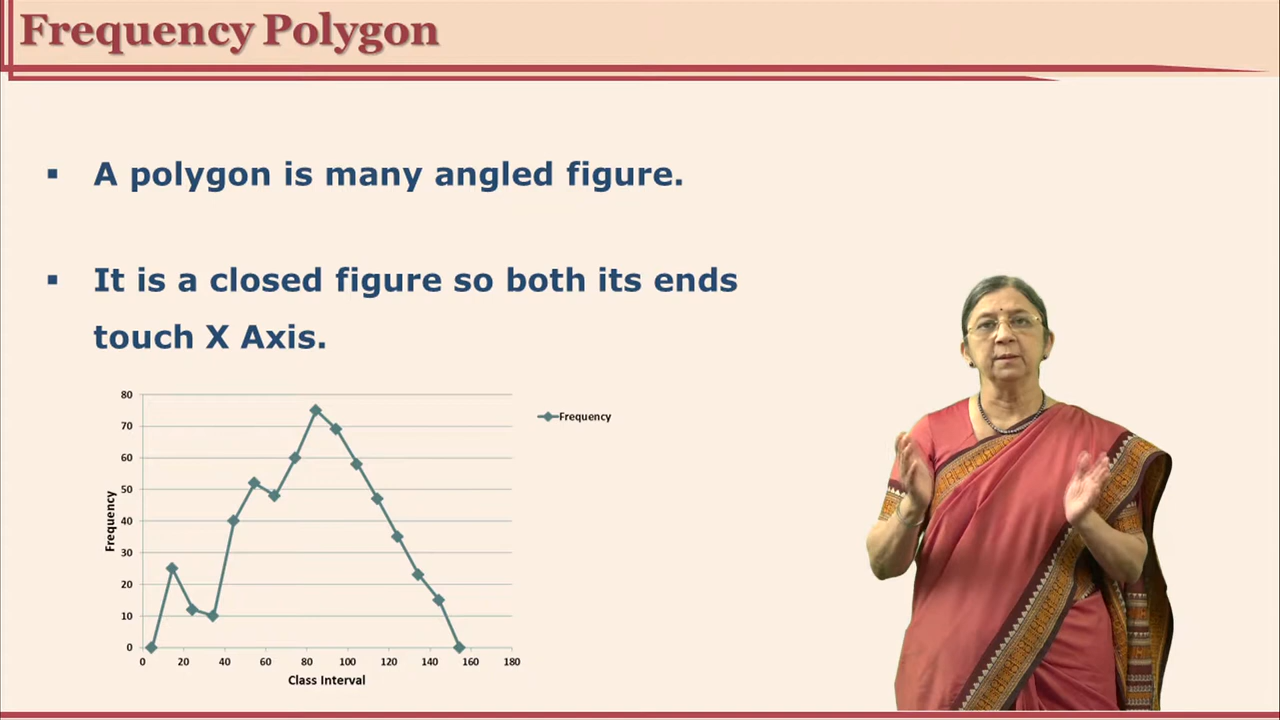 Frequency Polygon
▪ A polygon is many angled figure.
▪ It is a closed figure so both its ends
touch X Axis.
80
70
60
50
40
30
20
10
0
Frequency
0 20 40 60 80 100 120 140 160 180
Class Interval
Frequency